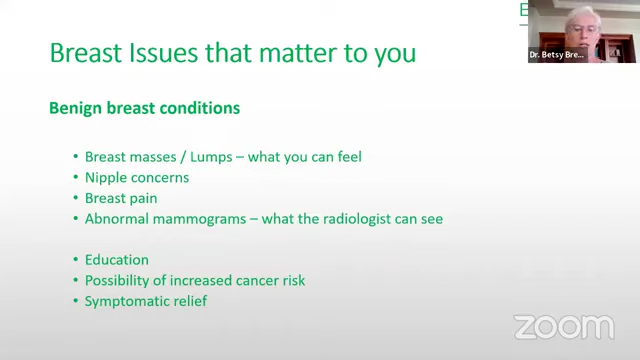 E
Breast Issues that matter to you
Dr. Betsy Bre...
Benign breast conditions
• Breast masses / Lumps – what you can feel
• Nipple concerns
• Breast pain
• Abnormal mammograms – what the radiologist can see
• Education
• Possibility of increased cancer risk
• Symptomatic relief
zoom